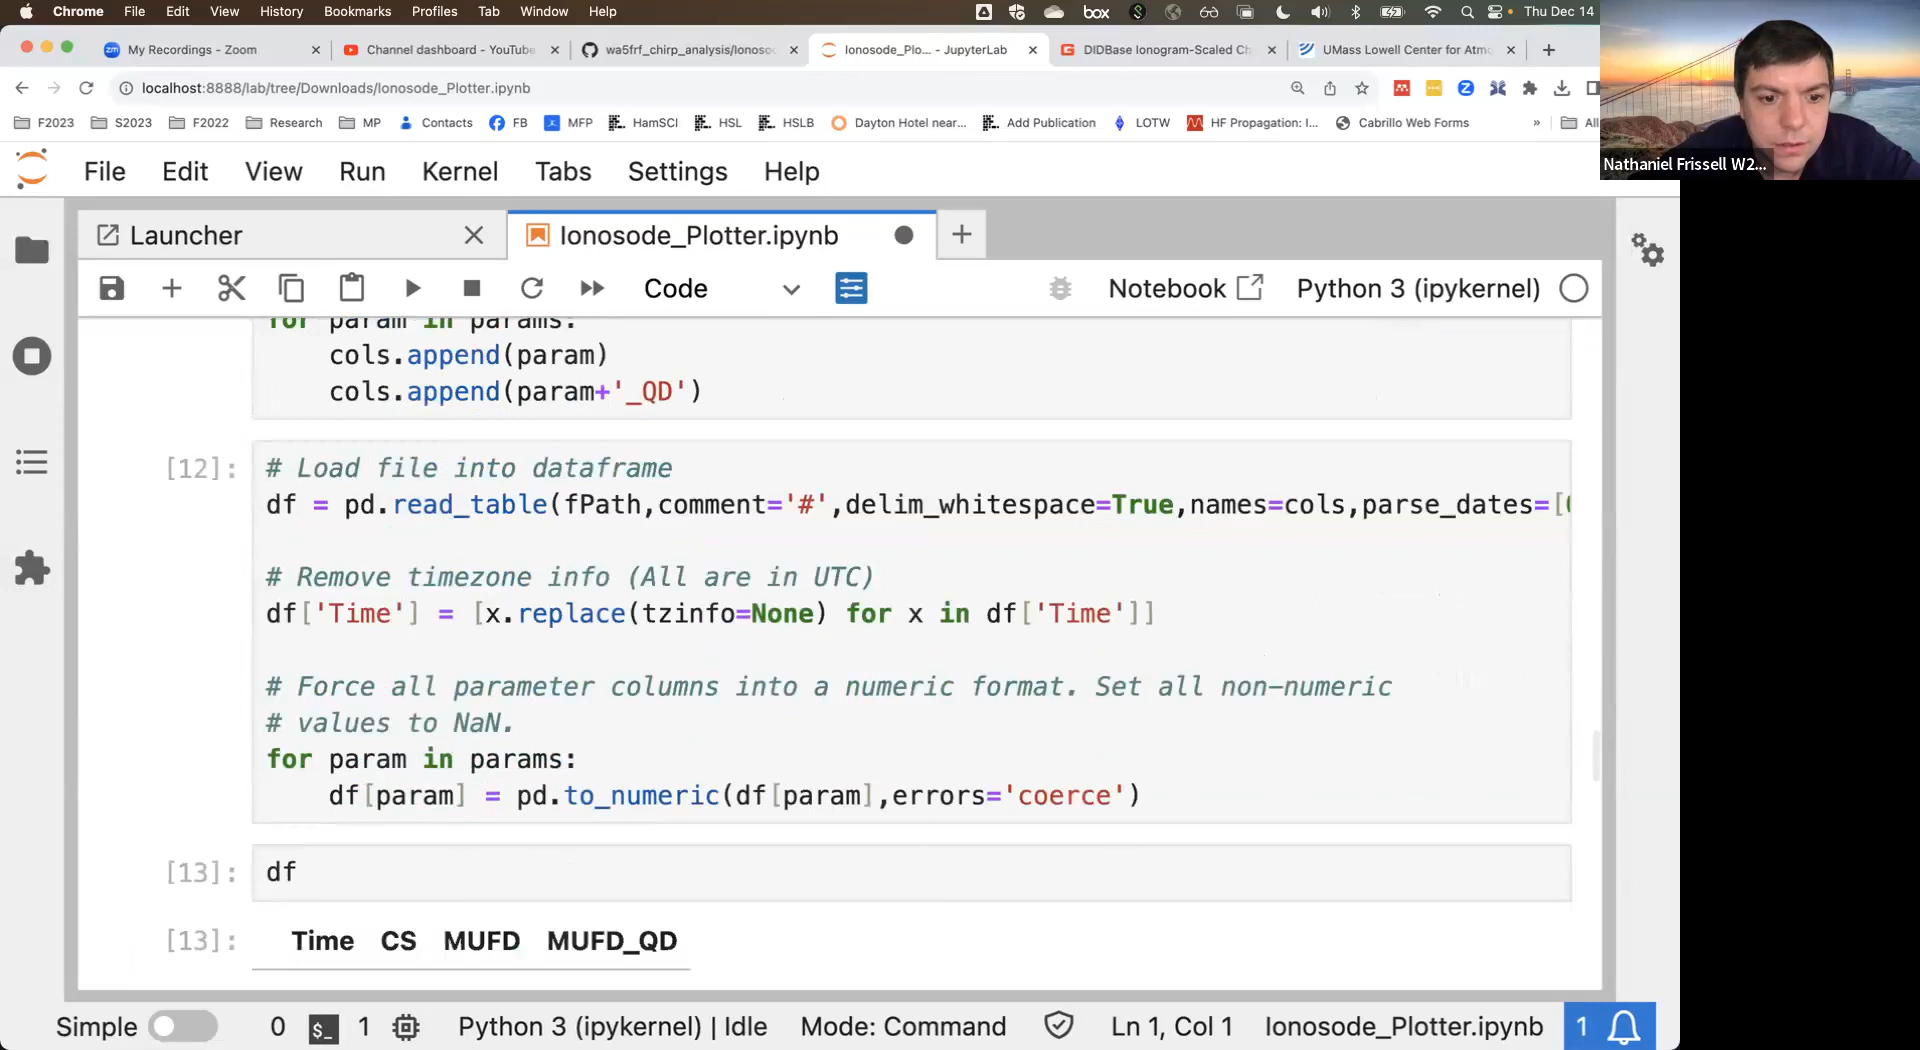 Chrome File Edit View History Bookmarks Profiles Tab Window Help box Thu Dec 14
My Recordings - Zoom
Channel dashboard - YouTube
wa5frf_chirp_analysis/Ionosod
Ionosode_Plo... - JupyterLab
DIDBase Ionogram-Scaled Ch
UMass Lowell Center for Atmo
localhost:8888/lab/tree/Downloads/Ionosode_Plotter.ipynb
F2023 S2023 F2022 Research MP Contacts FB MFP HamSCI HSL HSLB Dayton Hotel near... Add Publication LOTW HF Propagation: I... Cabrillo Web Forms » All
Nathaniel Frissell W2...
File Edit View Run Kernel Tabs Settings Help
Launcher
Ionosode_Plotter.ipynb
Code
Notebook
Python 3 (ipykernel)
for param in params:
cols.append(param)
cols.append(param+'_QD')
[12]:
# Load file into dataframe
df = pd.read_table(fPath,comment='#',delim_whitespace=True,names=cols,parse_dates=[
# Remove timezone info (All are in UTC)
df['Time'] = [x.replace(tzinfo=None) for x in df['Time']]
# Force all parameter columns into a numeric format. Set all non-numeric
# values to NaN.
for param in params:
df[param] = pd.to_numeric(df[param],errors='coerce')
[13]:
df
[13]:
Time CS MUFD MUFD_QD
Simple 0 $_ 1 Python 3 (ipykernel) | Idle Mode: Command Ln 1, Col 1 Ionosode_Plotter.ipynb 1